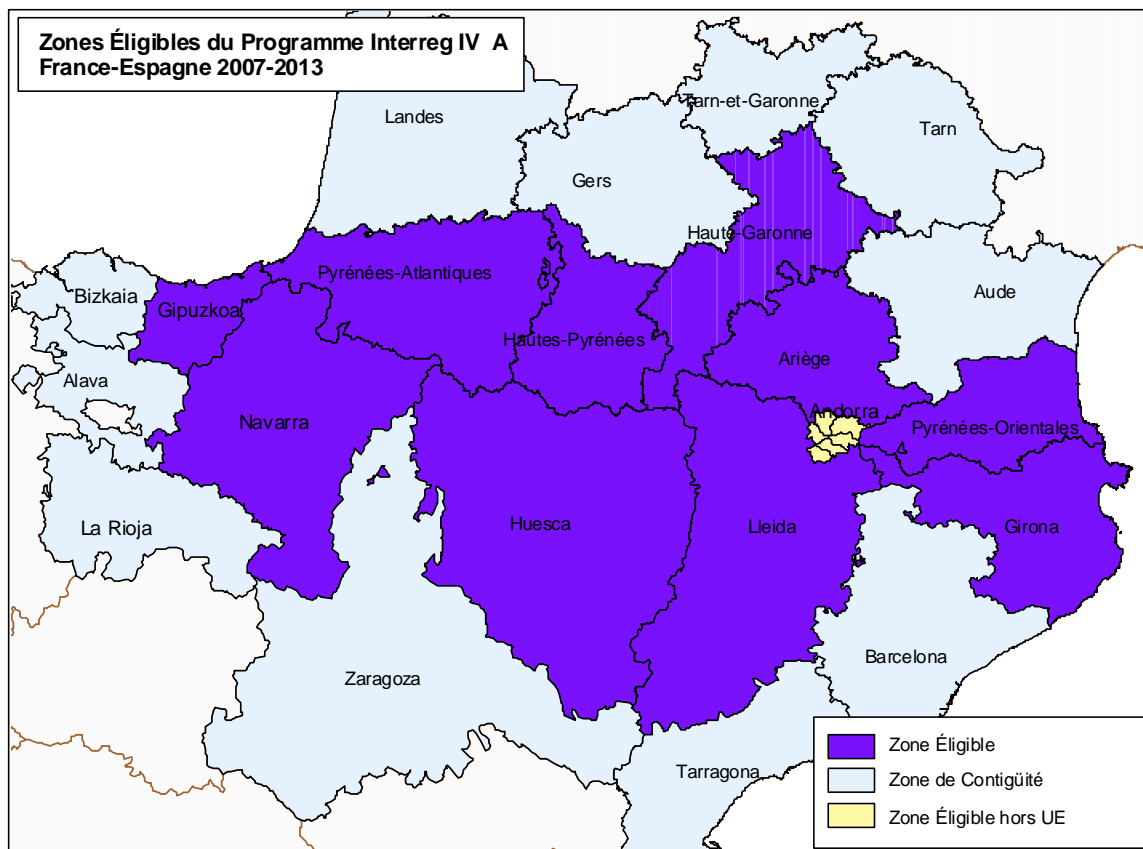 Zones Éligibles du Programme Interreg IV A
France-Espagne 2007-2013
Landes
Tarn-et-Garonne
Tarn
Gers
Haute-Garonne
Pyrénées-Atlantiques
Bizkaia
Gipuzkoa
Aude
Hautes-Pyrénées
Ariège
Alava
Navarra
Andorra
Pyrénées-Orientales
La Rioja
Huesca
Lleida
Girona
Barcelona
Zaragoza
Tarragona
Zone Éligible
Zone de Contigüité
Zone Éligible hors UE